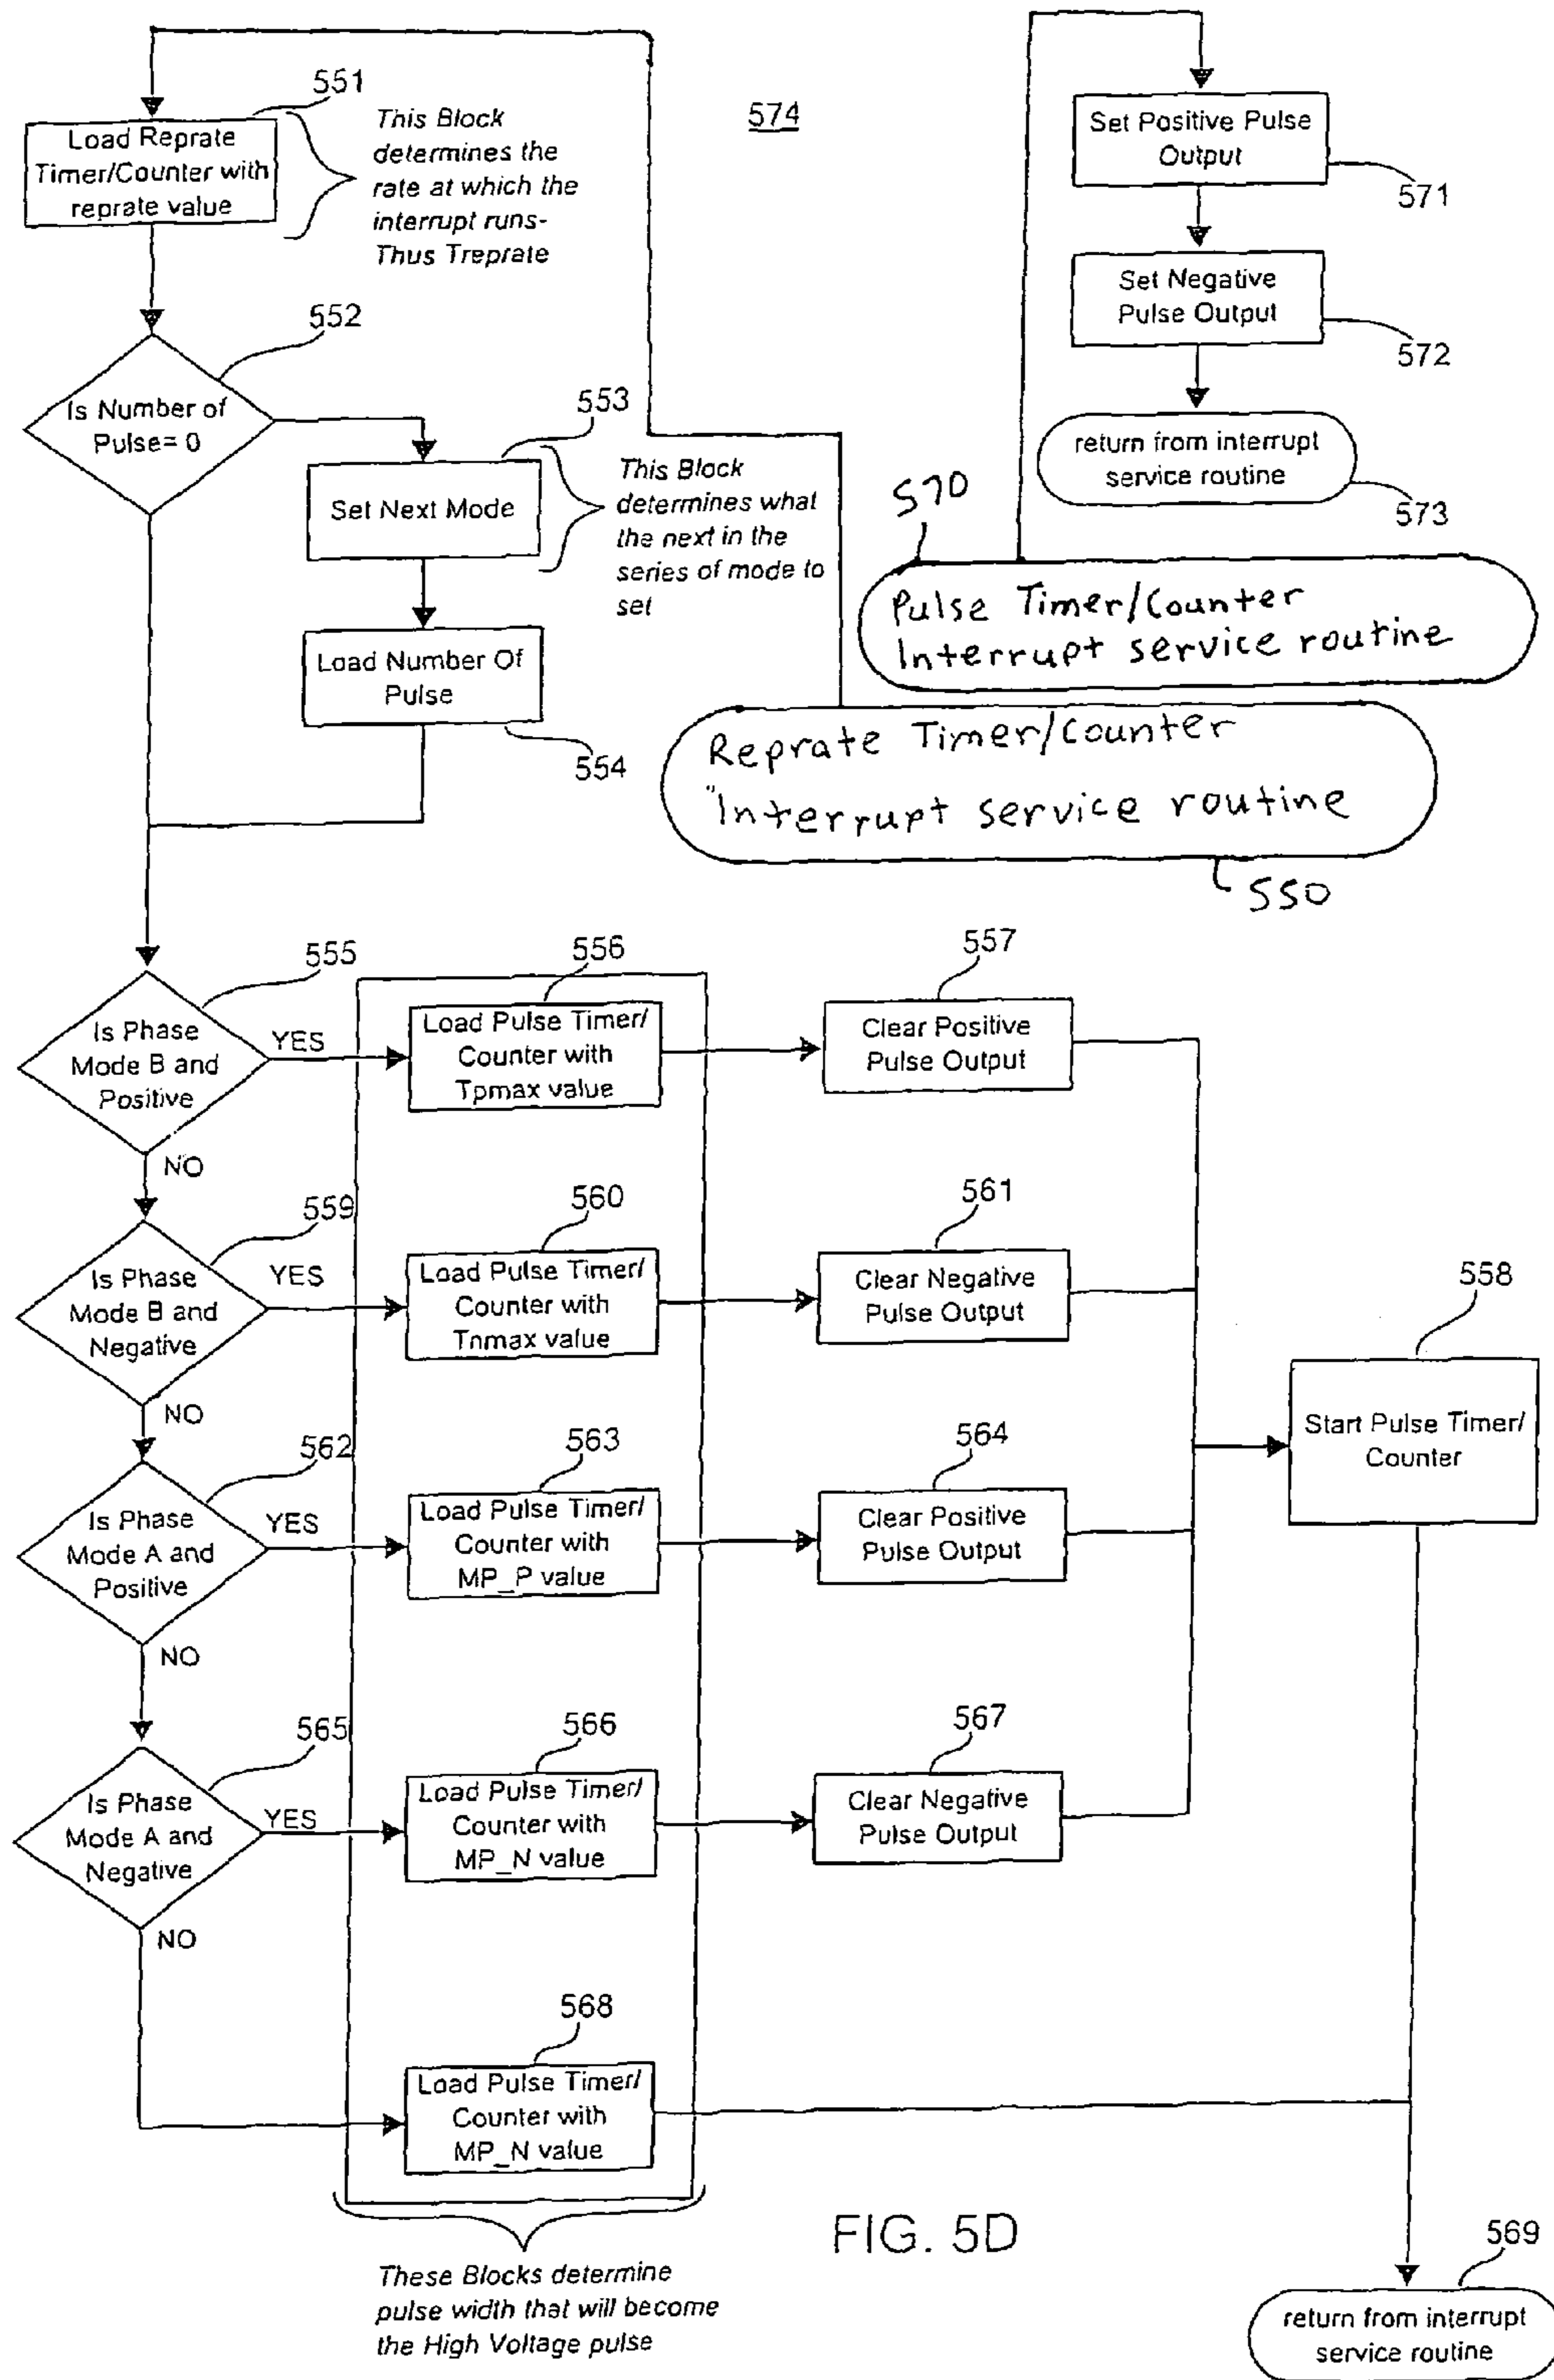 551
Load Reprate
Timer/Counter with
reprate value
This Block
determines the
rate at which the
interrupt runs-
Thus Treprate
574
Set Positive Pulse
Output
571
Set Negative
Pulse Output
572
return from interrupt
service routine
573
552
Is Number of
Pulse= 0
553
Set Next Mode
This Block
determines what
the next in the
series of mode to
set
Load Number Of
Pulse
554
570
Pulse Timer/Counter
Interrupt service routine
Reprate Timer/Counter
Interrupt service routine
550
555
Is Phase
Mode B and
Positive
YES
NO
556
Load Pulse Timer/
Counter with
Tpmax value
557
Clear Positive
Pulse Output
559
Is Phase
Mode B and
Negative
YES
NO
560
Load Pulse Timer/
Counter with
Tnmax value
561
Clear Negative
Pulse Output
558
Start Pulse Timer/
Counter
562
Is Phase
Mode A and
Positive
YES
NO
563
Load Pulse Timer/
Counter with
MP_P value
564
Clear Positive
Pulse Output
565
Is Phase
Mode A and
Negative
YES
NO
566
Load Pulse Timer/
Counter with
MP_N value
567
Clear Negative
Pulse Output
568
Load Pulse Timer/
Counter with
MP_N value
These Blocks determine
pulse width that will become
the High Voltage pulse
FIG. 5D
569
return from interrupt
service routine